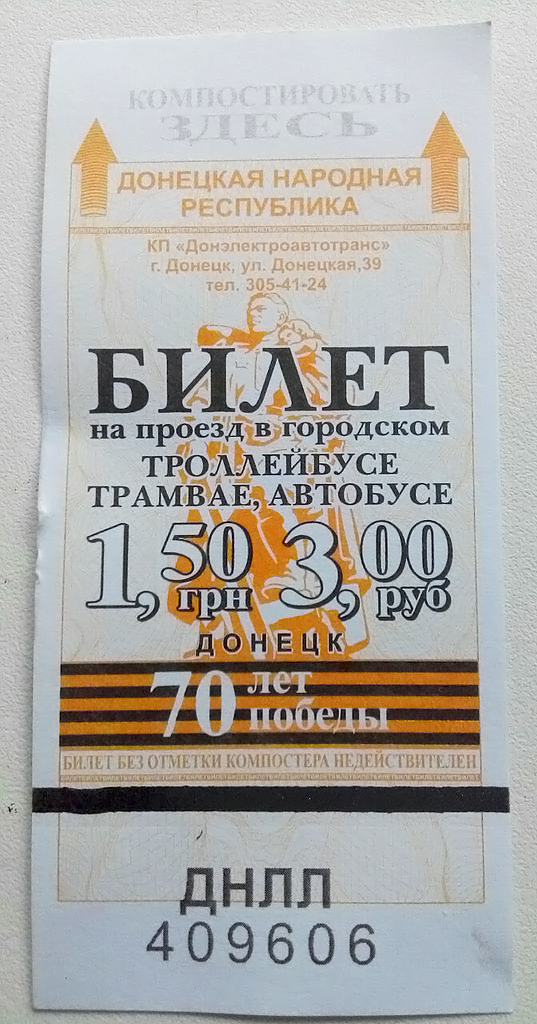 КОМПОСТИРОВАТЬ
ЗДЕСЬ
ДОНЕЦКАЯ НАРОДНАЯ
РЕСПУБЛИКА
КП «Донэлектроавтотранс»
г. Донецк, ул. Донецкая,39
тел. 305-41-24
БИЛЕТ
на проезд в городском
ТРОЛЛЕЙБУСЕ
ТРАМВАЕ, АВТОБУСЕ
1,50 грн 3,00 руб
ДОНЕЦК
70 лет победы
БИЛЕТ БЕЗ ОТМЕТКИ КОМПОСТЕРА НЕДЕЙСТВИТЕЛЕН
ДНЛЛ
409606